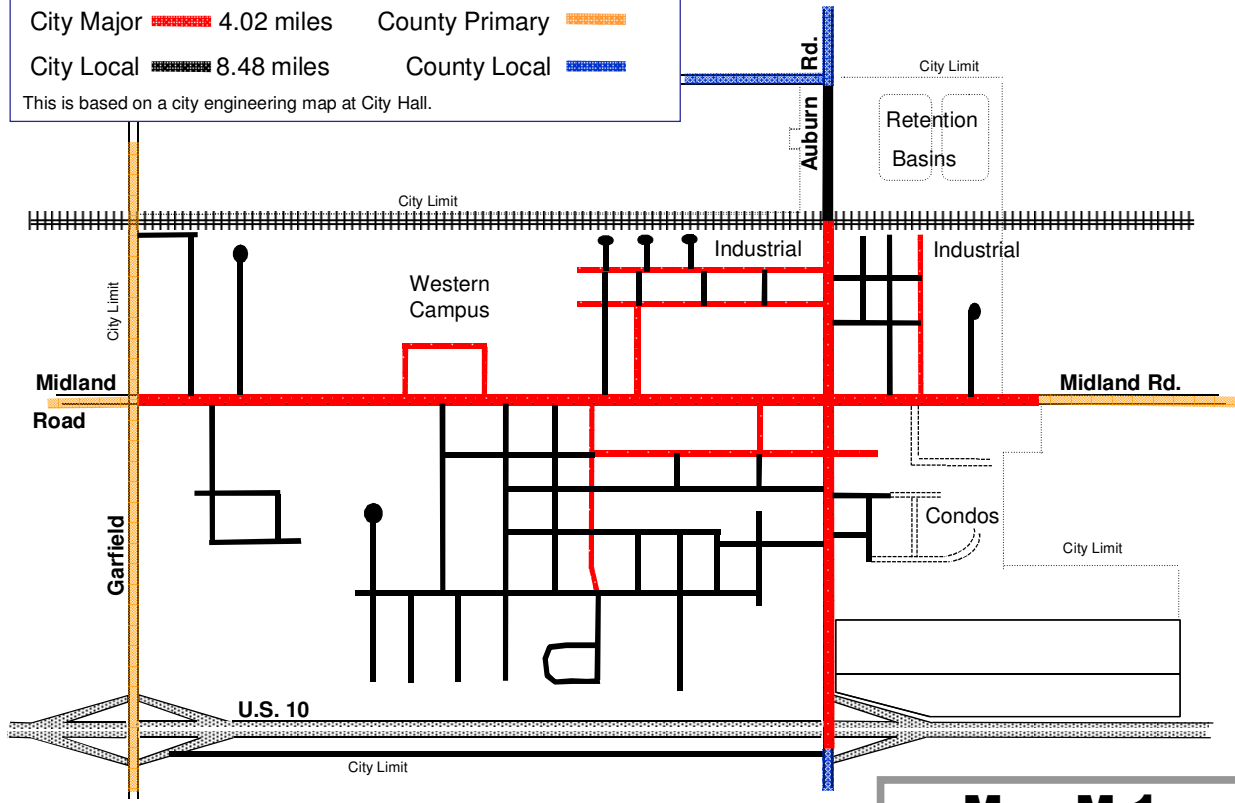 City Major 4.02 miles County Primary
City Local 8.48 miles County Local
This is based on a city engineering map at City Hall.
Auburn Rd.
City Limit
Retention
Basins
City Limit
City Limit
Industrial
Industrial
Western
Campus
Midland
Road
Midland Rd.
Garfield
Condos
City Limit
U.S. 10
City Limit